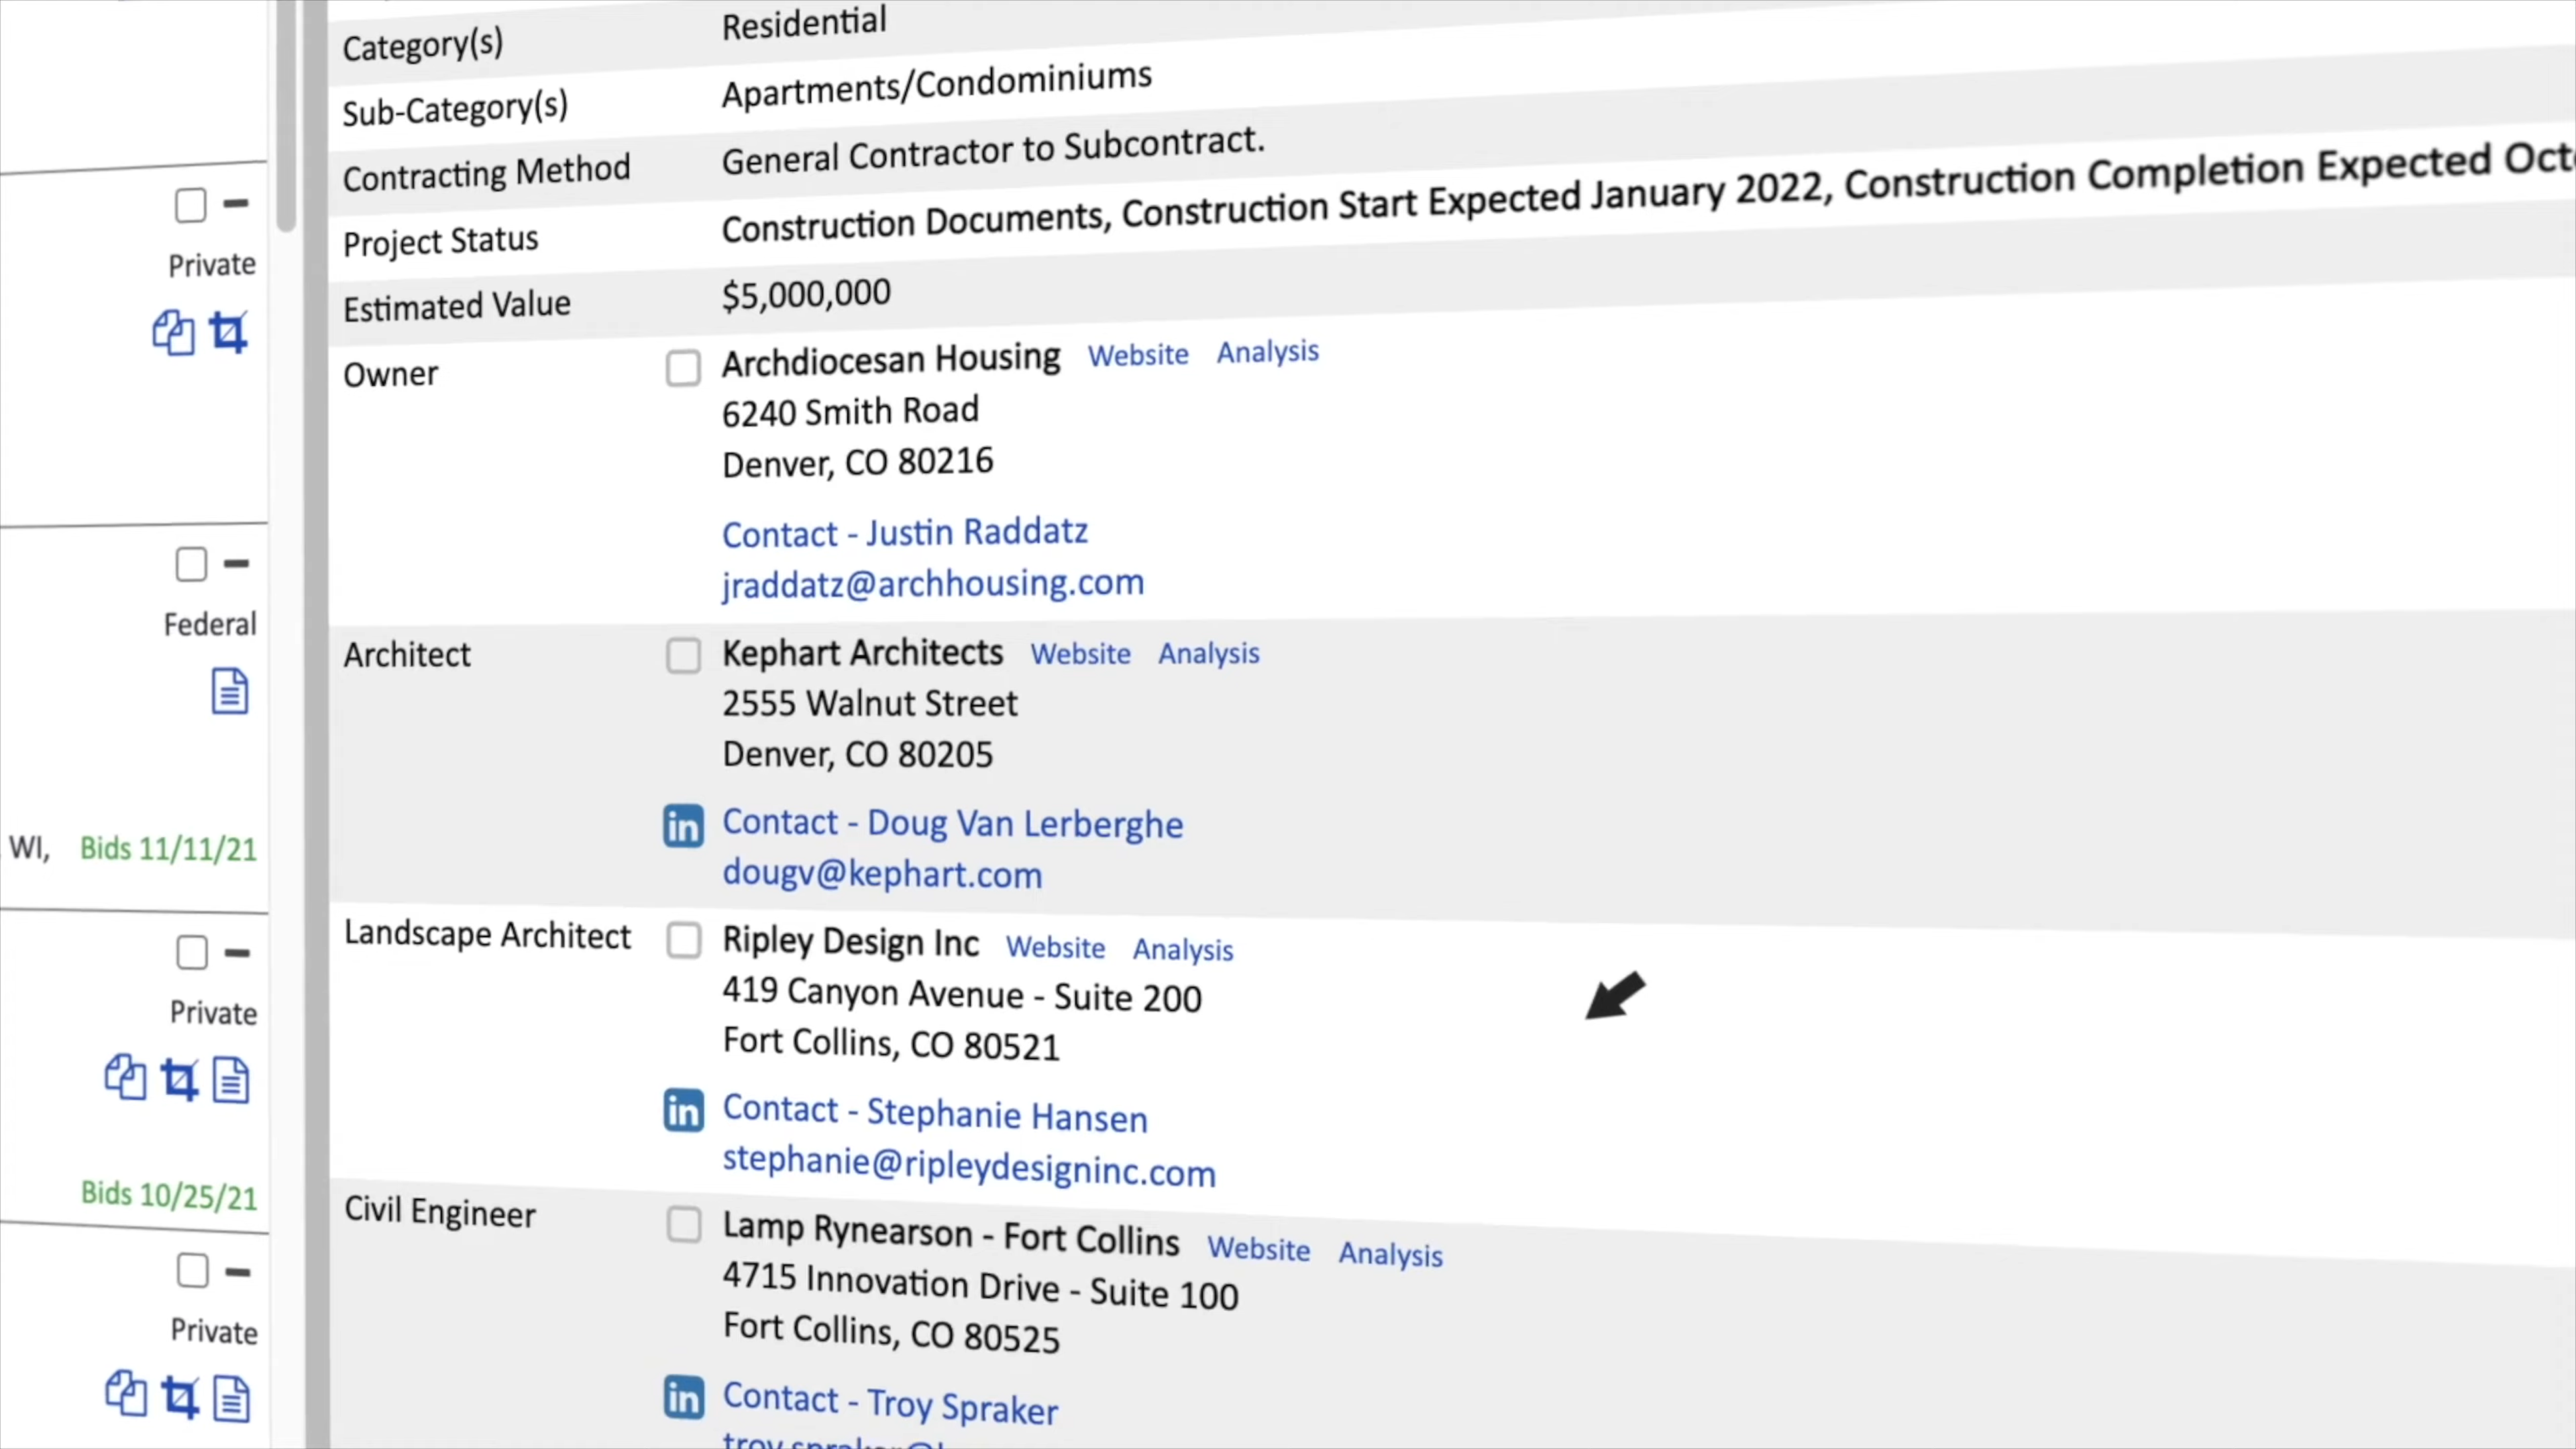 Category(s) Residential
Sub-Category(s) Apartments/Condominiums
Contracting Method General Contractor to Subcontract.
Project Status Construction Documents, Construction Start Expected January 2022, Construction Completion Expected
Estimated Value $5,000,000
Owner Archdiocesan Housing Website Analysis
6240 Smith Road
Denver, CO 80216
Contact - Justin Raddatz
jraddatz@archhousing.com
Architect Kephart Architects Website Analysis
2555 Walnut Street
Denver, CO 80205
in Contact - Doug Van Lerberghe
dougv@kephart.com
Landscape Architect Ripley Design Inc Website Analysis
419 Canyon Avenue - Suite 200
Fort Collins, CO 80521
in Contact - Stephanie Hansen
stephanie@ripleydesigninc.com
Civil Engineer Lamp Rynearson - Fort Collins Website Analysis
4715 Innovation Drive - Suite 100
Fort Collins, CO 80525
in Contact - Troy Spraker
Private
Federal
WI, Bids 11/11/21
Private
Bids 10/25/21
Private